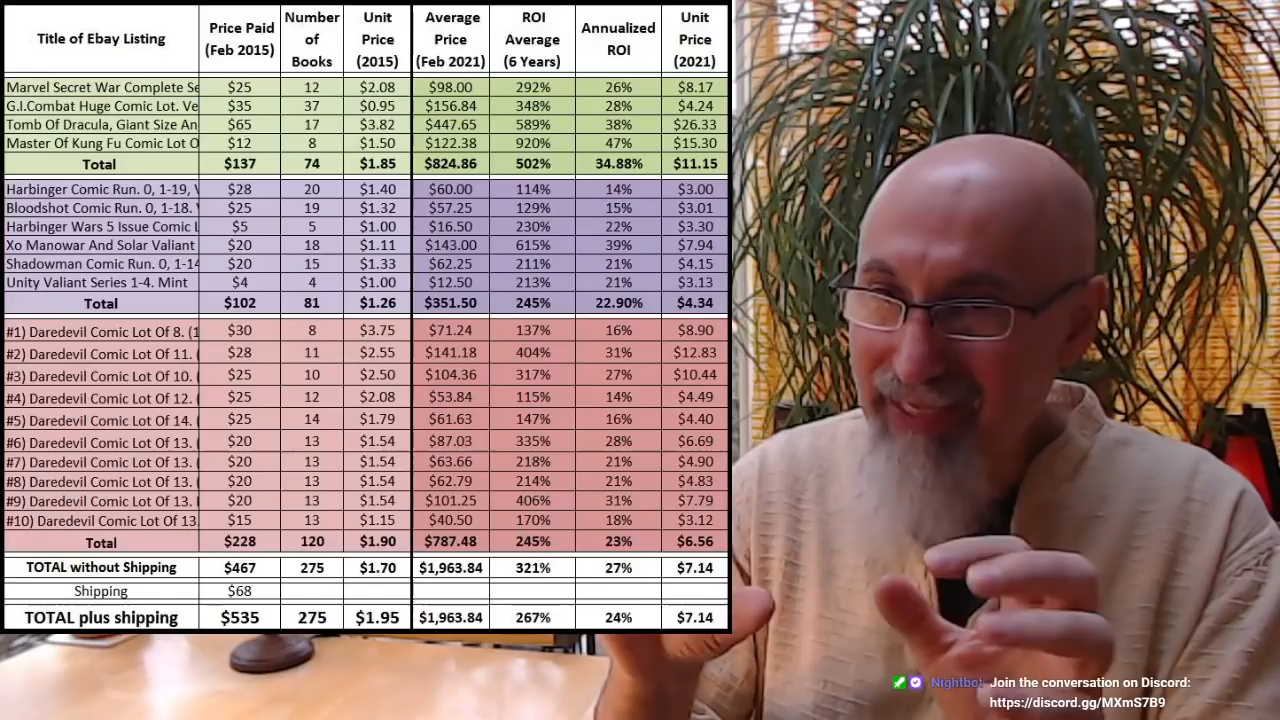 Title of Ebay Listing Price Paid (Feb 2015) Number of Books Unit Price (2015) Average Price (Feb 2021) ROI Average (6 Years) Annualized ROI Unit Price (2021)
Marvel Secret War Complete Se $25 12 $2.08 $98.00 292% 26% $8.17
G.I.Combat Huge Comic Lot. Ve $35 37 $0.95 $156.84 348% 28% $4.24
Tomb Of Dracula, Giant Size An $65 17 $3.82 $447.65 589% 38% $26.33
Master Of Kung Fu Comic Lot O $12 8 $1.50 $122.38 920% 47% $15.30
Total $137 74 $1.85 $824.86 502% 34.88% $11.15
Harbinger Comic Run. 0, 1-19, V $28 20 $1.40 $60.00 114% 14% $3.00
Bloodshot Comic Run. 0, 1-18. V $25 19 $1.32 $57.25 129% 15% $3.01
Harbinger Wars 5 Issue Comic L $5 5 $1.00 $16.50 230% 22% $3.30
Xo Manowar And Solar Valiant $20 18 $1.11 $143.00 615% 39% $7.94
Shadowman Comic Run. 0, 1-14 $20 15 $1.33 $62.25 211% 21% $4.15
Unity Valiant Series 1-4. Mint $4 4 $1.00 $12.50 213% 21% $3.13
Total $102 81 $1.26 $351.50 245% 22.90% $4.34
#1) Daredevil Comic Lot Of 8. (1 $30 8 $3.75 $71.24 137% 16% $8.90
#2) Daredevil Comic Lot Of 11. ( $28 11 $2.55 $141.18 404% 31% $12.83
#3) Daredevil Comic Lot Of 10. ( $25 10 $2.50 $104.36 317% 27% $10.44
#4) Daredevil Comic Lot Of 12. ( $25 12 $2.08 $53.84 115% 14% $4.49
#5) Daredevil Comic Lot Of 14. ( $25 14 $1.79 $61.63 147% 16% $4.40
#6) Daredevil Comic Lot Of 13. ( $20 13 $1.54 $87.03 335% 28% $6.69
#7) Daredevil Comic Lot Of 13. ( $20 13 $1.54 $63.66 218% 21% $4.90
#8) Daredevil Comic Lot Of 13. ( $20 13 $1.54 $62.79 214% 21% $4.83
#9) Daredevil Comic Lot Of 13. $20 13 $1.54 $101.25 406% 31% $7.79
#10) Daredevil Comic Lot Of 13. $15 13 $1.15 $40.50 170% 18% $3.12
Total $228 120 $1.90 $787.48 245% 23% $6.56
TOTAL without Shipping $467 275 $1.70 $1,963.84 321% 27% $7.14
Shipping $68
TOTAL plus shipping $535 275 $1.95 $1,963.84 267% 24% $7.14
Nightbot Join the conversation on Discord:
https://discord.gg/MXmS7B9